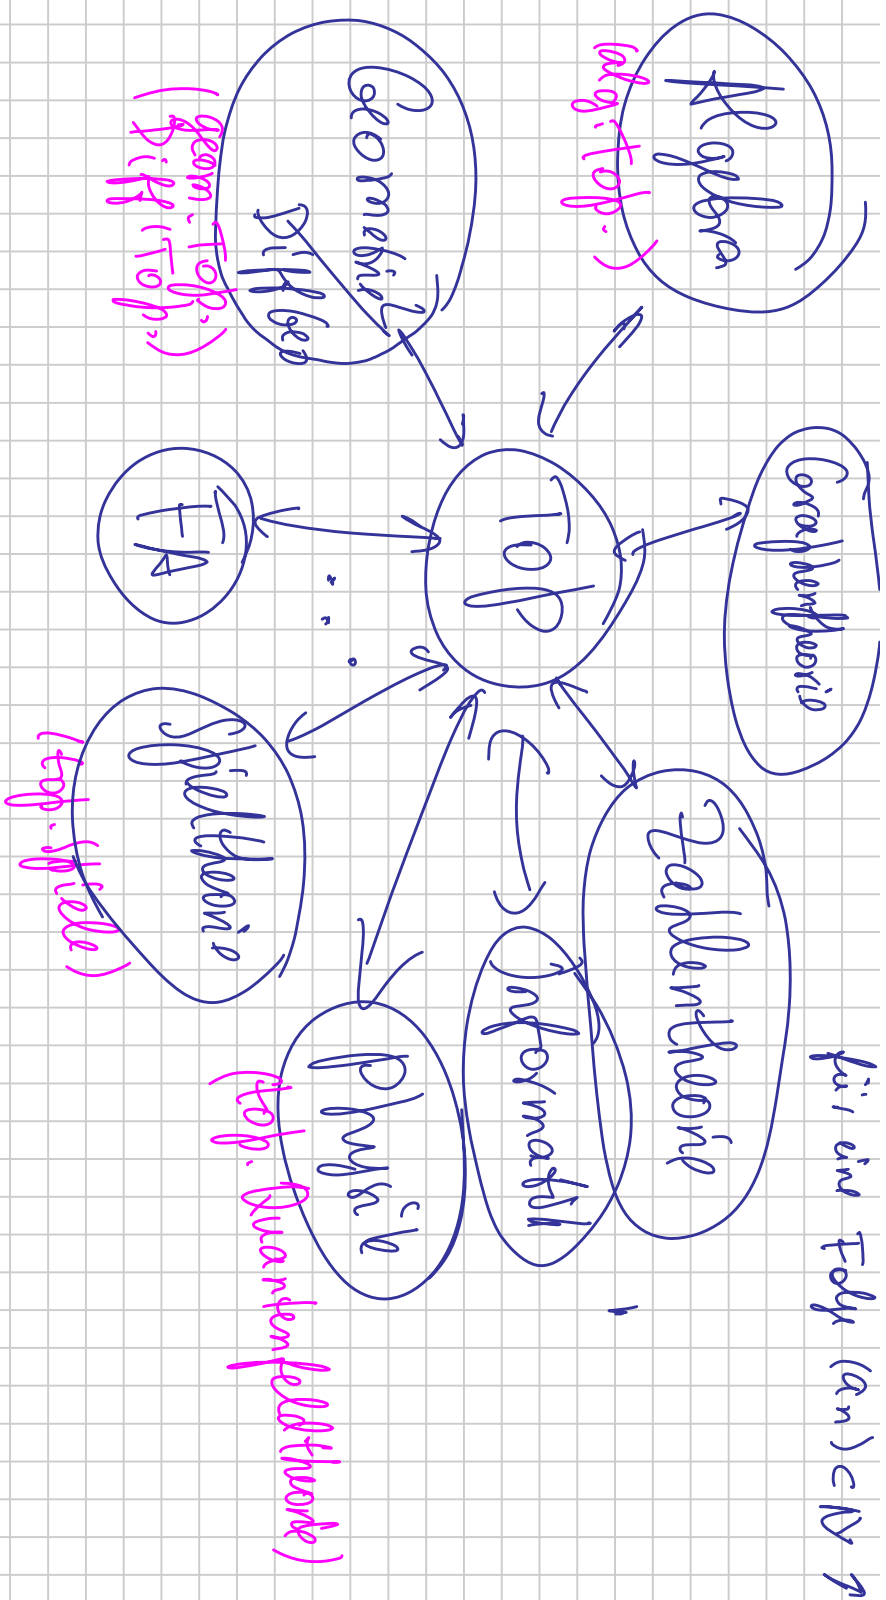 für eine Folge (an) ⊂ N
Graphentheorie
Algebra
(alg. top.)
Zahlentheorie
Top
Informatik
Geometrie
DiffGeo
(geom. Top.,
Diff. Top.)
FA
Physik
(top. Quantenfeldtheorie)
Spieltheorie
(top. Spiele)